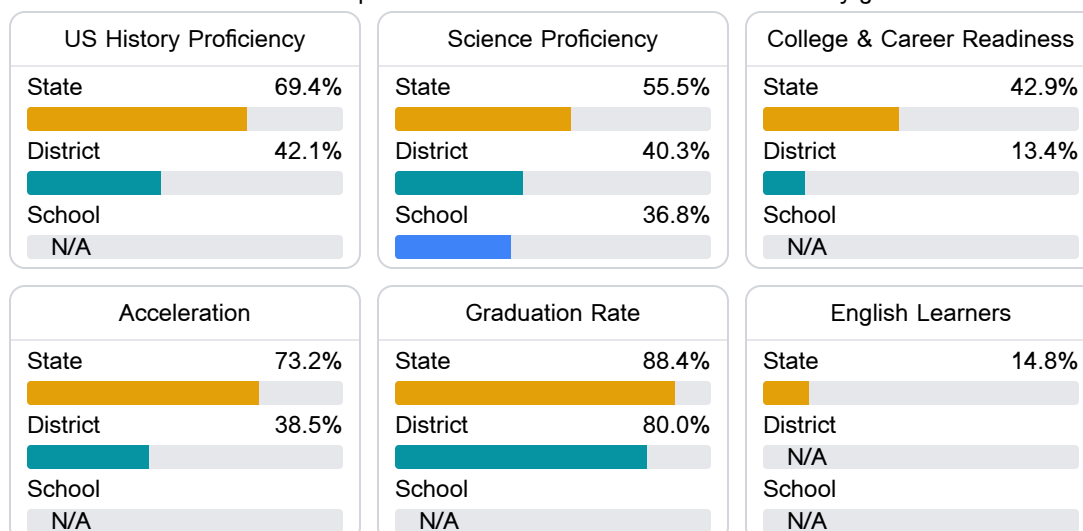 US History Proficiency
State 69.4%
District 42.1%
School
N/A
Science Proficiency
State 55.5%
District 40.3%
School 36.8%
College & Career Readiness
State 42.9%
District 13.4%
School
N/A
Acceleration
State 73.2%
District 38.5%
School
N/A
Graduation Rate
State 88.4%
District 80.0%
School
N/A
English Learners
State 14.8%
District
N/A
School
N/A